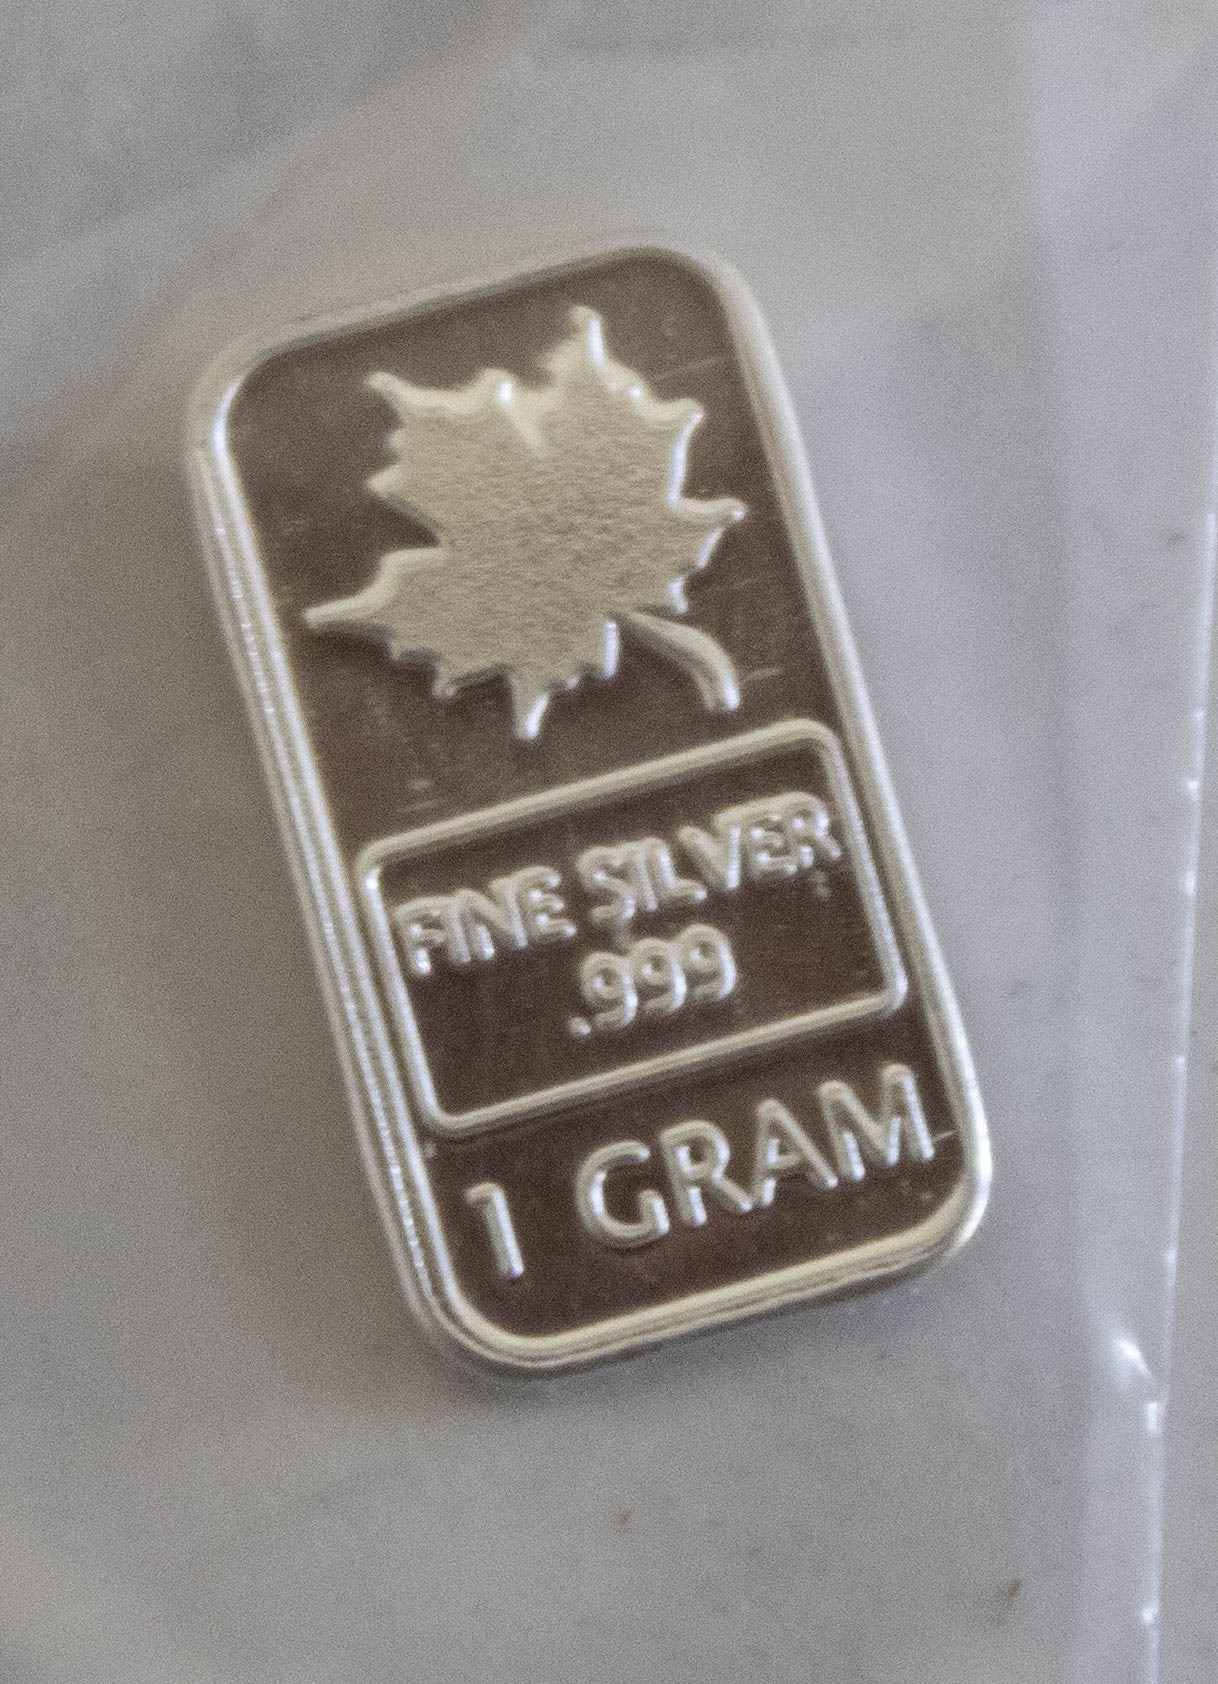 FINE SILVER
.999
1 GRAM